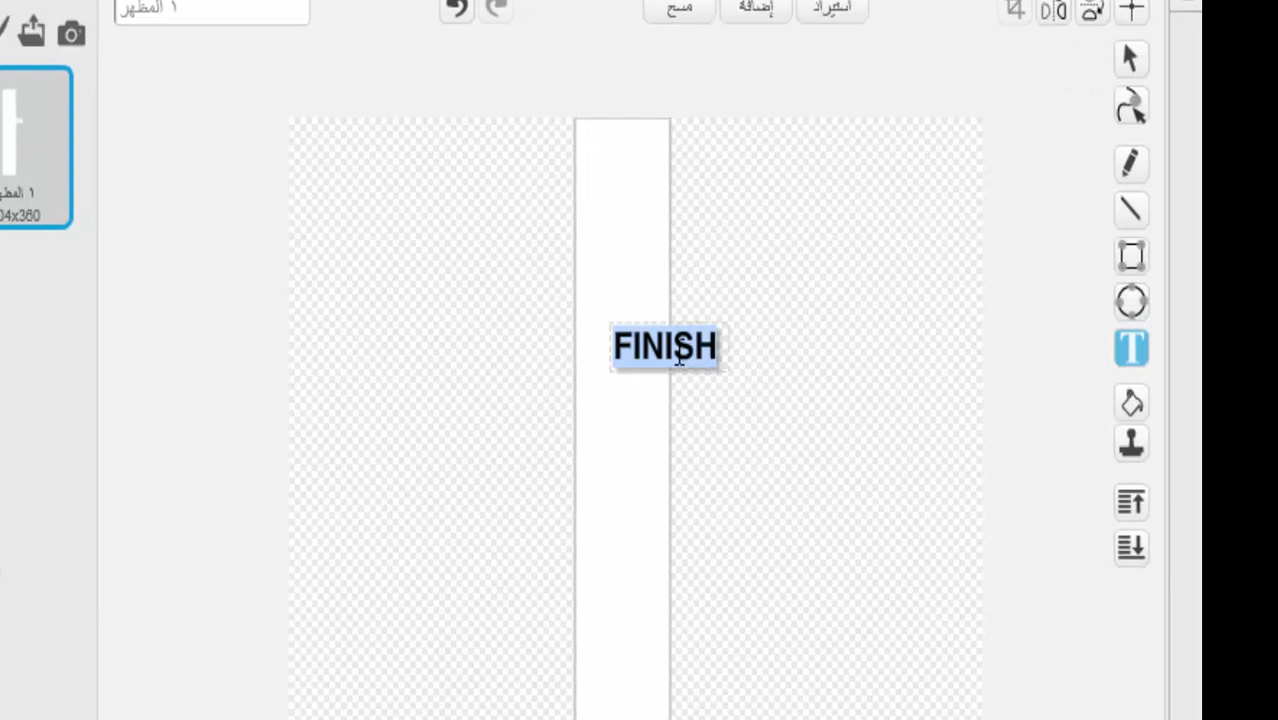 ١ المظهر
مسح
إضافة
استيراد
١ المظهر
04x360
FINISH
T